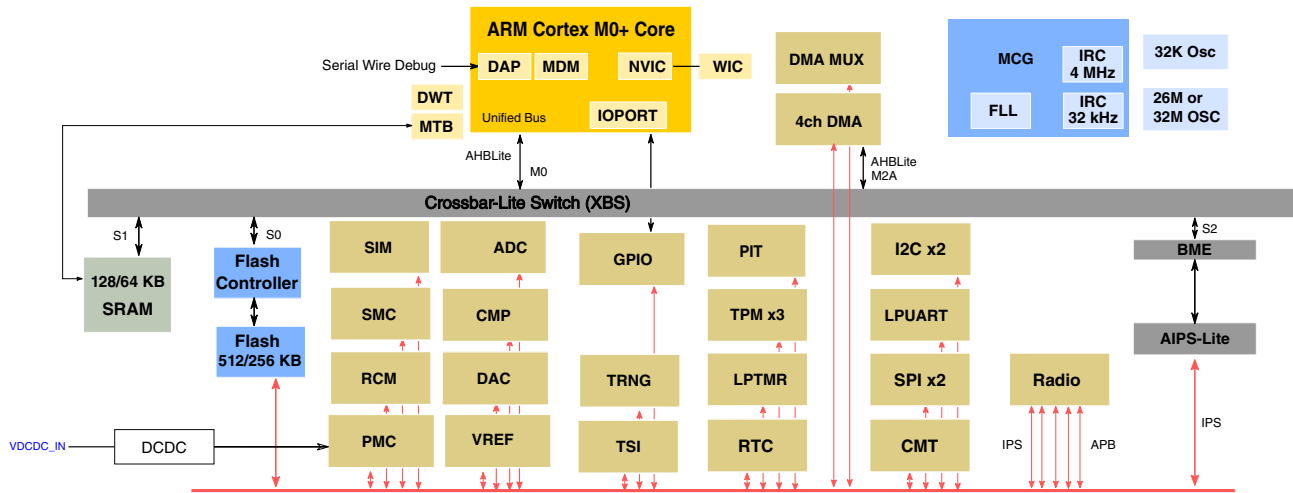 ARM Cortex M0+ Core
Serial Wire Debug
DAP
MDM
NVIC
WIC
DWT
MTB
Unified Bus
IOPORT
DMA MUX
4ch DMA
MCG
IRC
4 MHz
FLL
IRC
32 kHz
32K Osc
26M or
32M OSC
AHBLite
M0
AHBLite
M2A
Crossbar-Lite Switch (XBS)
S1
S0
S2
128/64 KB
SRAM
Flash
Controller
Flash
512/256 KB
SIM
SMC
RCM
PMC
ADC
CMP
DAC
VREF
GPIO
TRNG
TSI
PIT
TPM x3
LPTMR
RTC
I2C x2
LPUART
SPI x2
CMT
Radio
IPS
APB
BME
AIPS-Lite
IPS
VDCDC_IN
DCDC